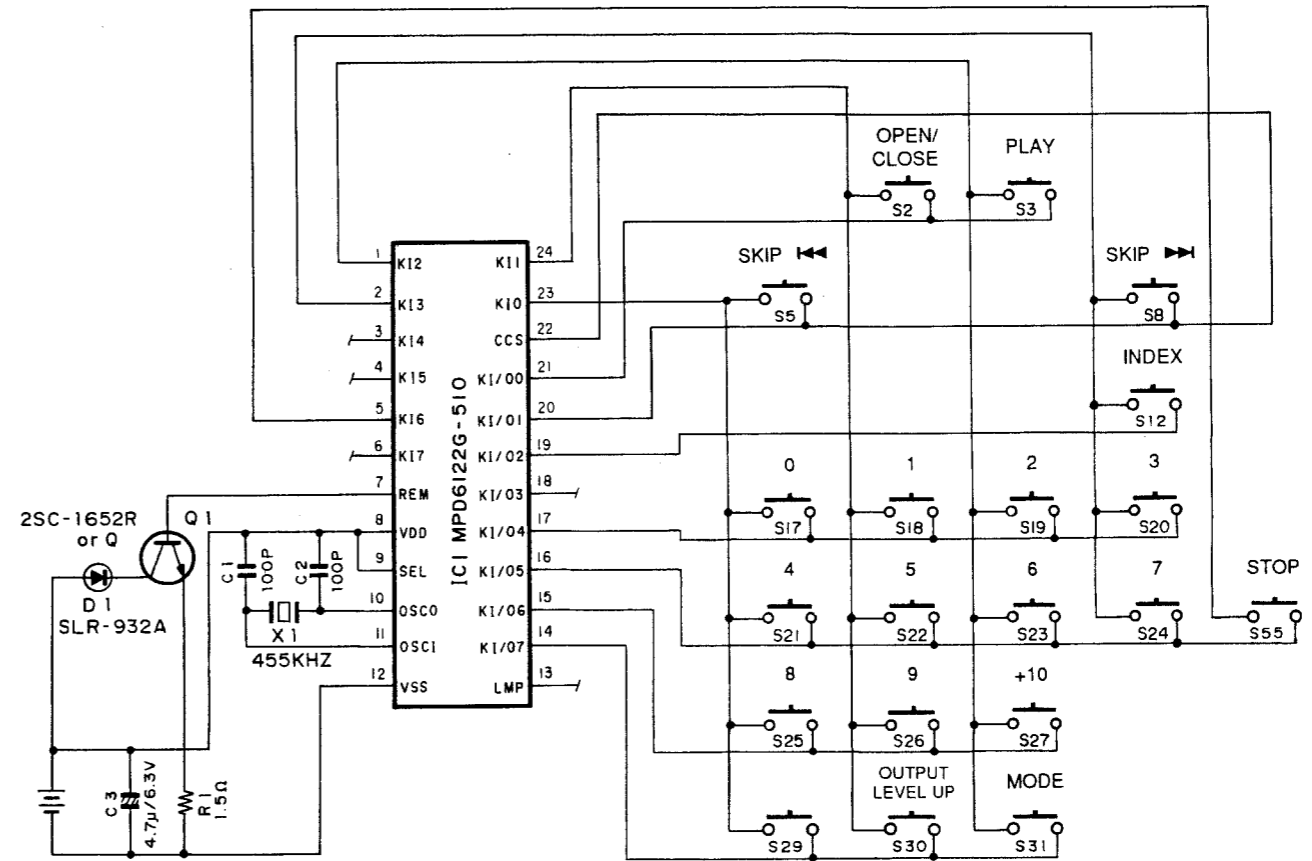 OPEN/
CLOSE
PLAY
S2
S3
SKIP
SKIP
S5
S8
INDEX
S12
1
KI2
2
KI3
3
KI4
4
KI5
5
KI6
6
KI7
7
REM
8
VDD
9
SEL
10
OSCO
11
OSCI
12
VSS
IC1 MPD6122G-510
24
KI1
23
KI0
22
CCS
21
KI/00
20
KI/01
19
KI/02
18
KI/03
17
KI/04
16
KI/05
15
KI/06
14
KI/07
13
LMP
2SC-1652R
or Q
Q1
D1
SLR-932A
C1
100P
C2
100P
X1
455KHZ
C3
4.7µ/6.3V
R1
1.5Ω
0
1
2
3
S17
S18
S19
S20
4
5
6
7
STOP
S21
S22
S23
S24
S55
8
9
+10
S25
S26
S27
OUTPUT
LEVEL UP
MODE
S29
S30
S31